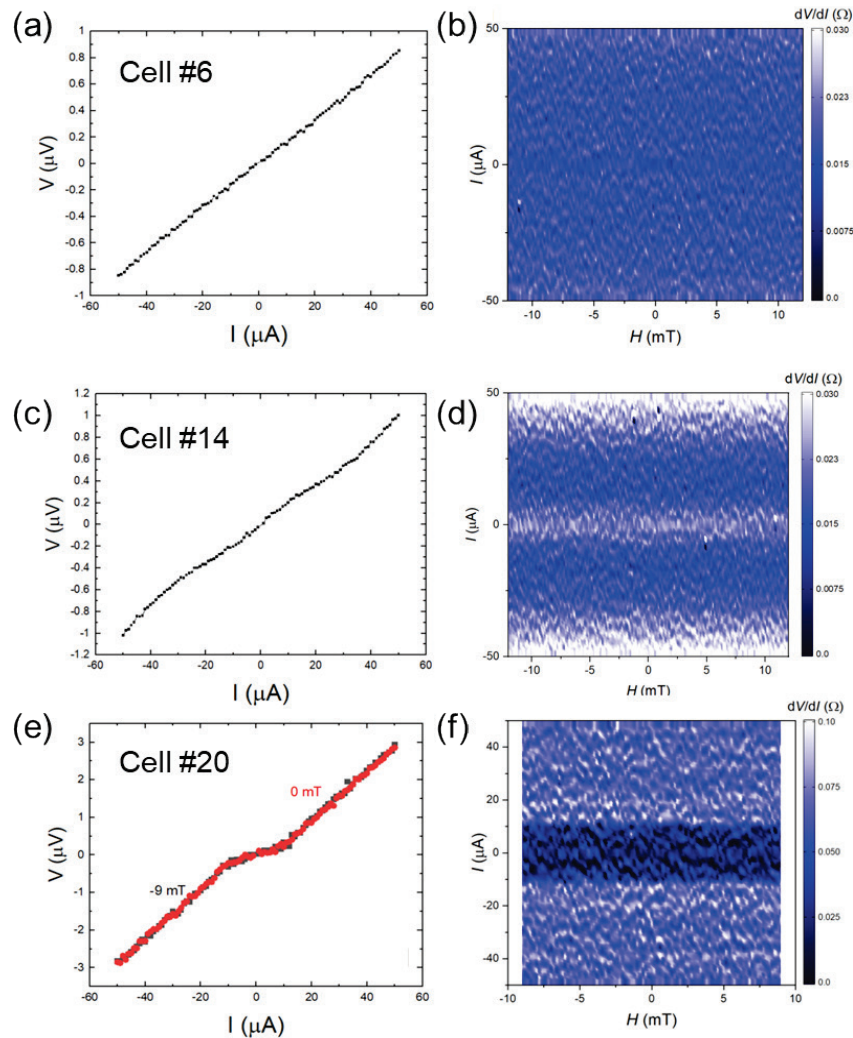 (a)
Cell #6
1
0.8
0.6
0.4
0.2
0
-0.2
-0.4
-0.6
-0.8
-1
V (μV)
-60 -40 -20 0 20 40 60
I (μA)
(b)
dV/dI (Ω)
50
0
-50
I (μA)
-10 -5 0 5 10
H (mT)
0.030
0.023
0.015
0.0075
0.0
(c)
Cell #14
1.2
1
0.8
0.6
0.4
0.2
0
-0.2
-0.4
-0.6
-0.8
-1
-1.2
V (μV)
-60 -40 -20 0 20 40 60
I (μA)
(d)
dV/dI (Ω)
50
0
-50
I (μA)
-10 -5 0 5 10
H (mT)
0.030
0.023
0.015
0.0075
0.0
(e)
Cell #20
0 mT
-9 mT
3
2
1
0
-1
-2
-3
V (μV)
-60 -40 -20 0 20 40 60
I (μA)
(f)
dV/dI (Ω)
40
20
0
-20
-40
I (μA)
-10 -5 0 5 10
H (mT)
0.10
0.075
0.050
0.025
0.0